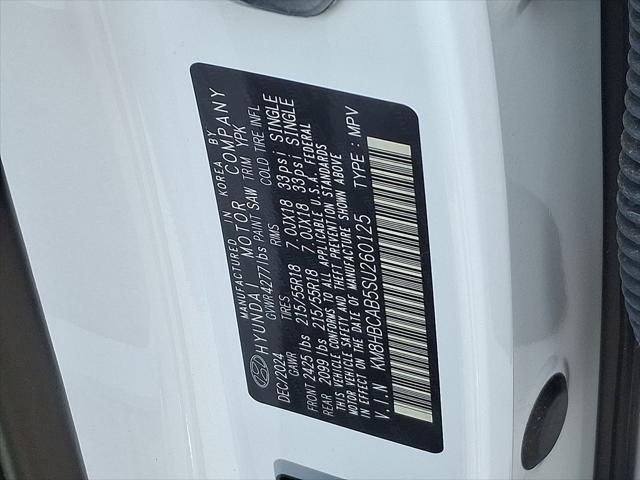 MANUFACTURED IN KOREA BY
HYUNDAI MOTOR COMPANY
DEC/2024 GVWR 4277lbs PAINT SAW TRIM YPK
GAWR TIRES RIMS COLD TIRE INFL
FRONT 2425 lbs 215/55R18 7.0JX18 33psi SINGLE
REAR 2099 lbs 215/55R18 7.0JX18 33psi SINGLE
THIS VEHICLE CONFORMS TO ALL APPLICABLE U.S.A. FEDERAL
MOTOR VEHICLE SAFETY AND THEFT PREVENTION STANDARDS
IN EFFECT ON THE DATE OF MANUFACTURE SHOWN ABOVE
V.I.N KM8HBCAB5SU260125 TYPE : MPV